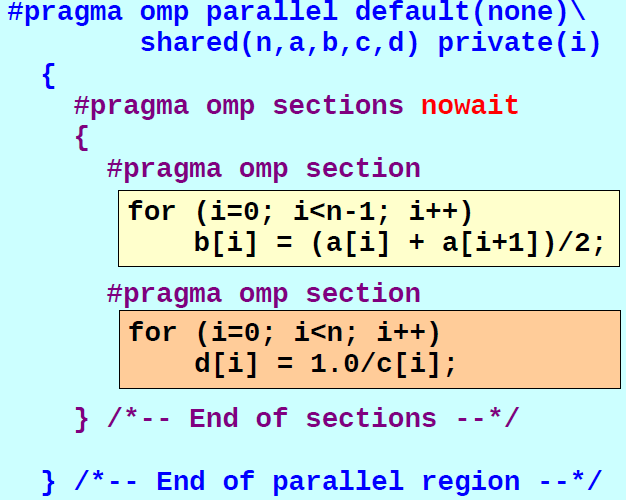 #pragma omp parallel default(none)\
shared(n,a,b,c,d) private(i)
{
#pragma omp sections nowait
{
#pragma omp section
for (i=0; i<n-1; i++)
b[i] = (a[i] + a[i+1])/2;
#pragma omp section
for (i=0; i<n; i++)
d[i] = 1.0/c[i];
} /*-- End of sections --*/
} /*-- End of parallel region --*/